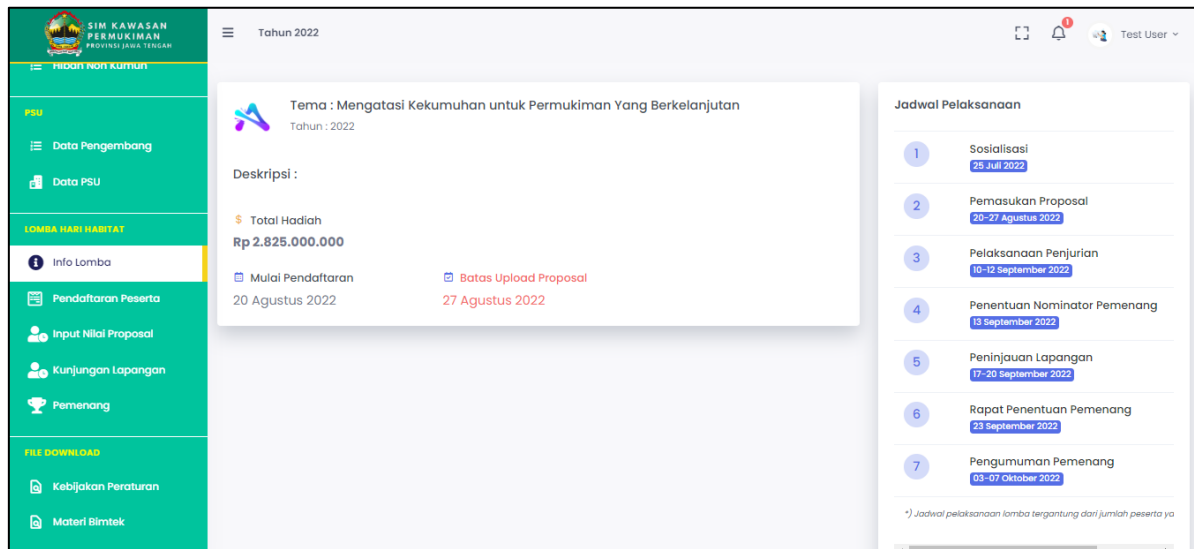 SIM KAWASAN
PERMUKIMAN
PROVINSI JAWA TENGAH
Tahun 2022
1
Test User
Hibah Non Kumuh
PSU
Data Pengembang
Data PSU
LOMBA HARI HABITAT
Info Lomba
Pendaftaran Peserta
Input Nilai Proposal
Kunjungan Lapangan
Pemenang
FILE DOWNLOAD
Kebijakan Peraturan
Materi Bimtek
Tema : Mengatasi Kekumuhan untuk Permukiman Yang Berkelanjutan
Tahun : 2022
Deskripsi :
$ Total Hadiah
Rp 2.825.000.000
Mulai Pendaftaran
20 Agustus 2022
Batas Upload Proposal
27 Agustus 2022
Jadwal Pelaksanaan
1 Sosialisasi
25 Juli 2022
2 Pemasukan Proposal
20-27 Agustus 2022
3 Pelaksanaan Penjurian
10-12 September 2022
4 Penentuan Nominator Pemenang
13 September 2022
5 Peninjauan Lapangan
17-20 September 2022
6 Rapat Penentuan Pemenang
23 September 2022
7 Pengumuman Pemenang
03-07 Oktober 2022
*) Jadwal pelaksanaan lomba tergantung dari jumlah peserta ya